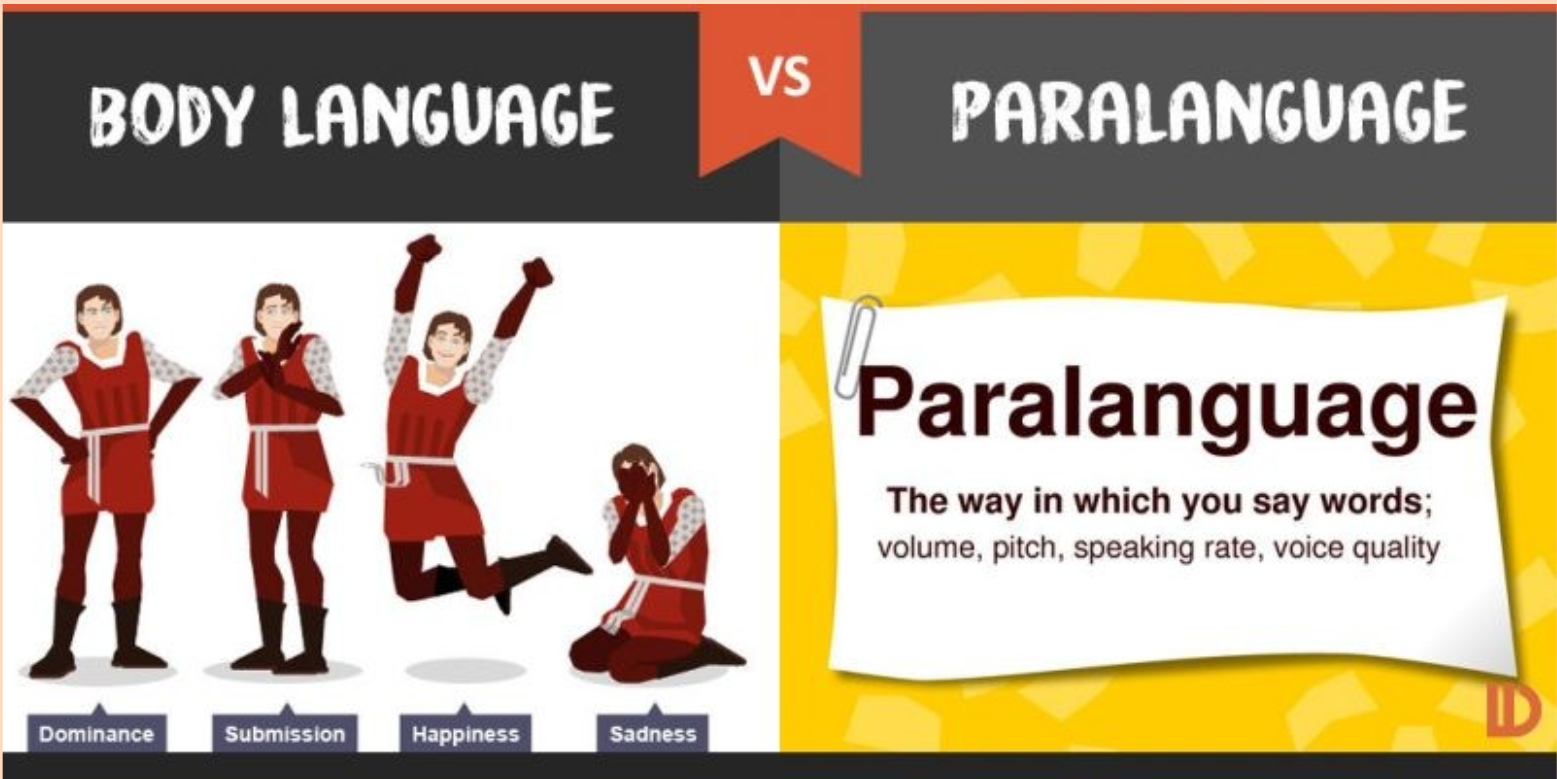 BODY LANGUAGE
VS
PARALANGUAGE
Dominance
Submission
Happiness
Sadness
Paralanguage
The way in which you say words;
volume, pitch, speaking rate, voice quality
D